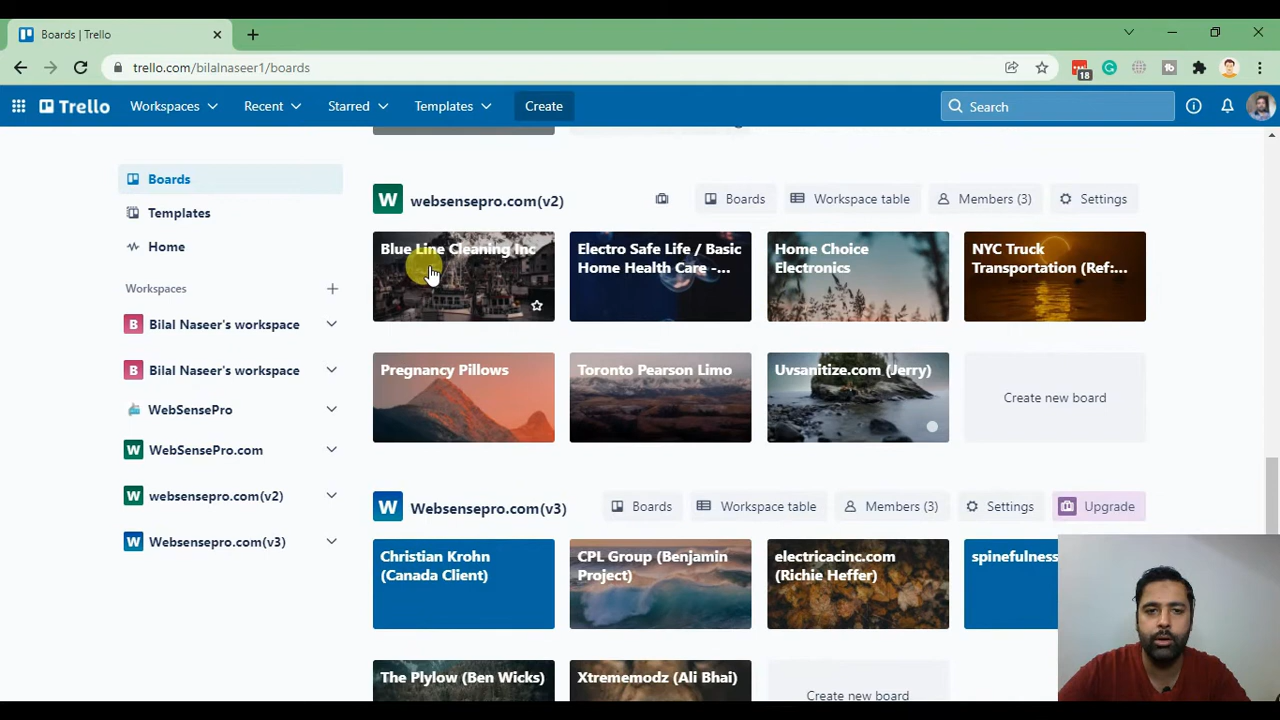 Boards | Trello
trello.com/bilalnaseer1/boards
18
Trello
Workspaces
Recent
Starred
Templates
Create
Search
Boards
Templates
Home
Workspaces
B Bilal Naseer's workspace
B Bilal Naseer's workspace
WebSensePro
W WebSensePro.com
W websensepro.com(v2)
W Websensepro.com(v3)
W websensepro.com(v2)
Boards
Workspace table
Members (3)
Settings
Blue Line Cleaning Inc
Electro Safe Life / Basic
Home Health Care -...
Home Choice
Electronics
NYC Truck
Transportation (Ref:...
Pregnancy Pillows
Toronto Pearson Limo
Uvsanitize.com (Jerry)
Create new board
W Websensepro.com(v3)
Boards
Workspace table
Members (3)
Settings
Upgrade
Christian Krohn
(Canada Client)
CPL Group (Benjamin
Project)
electricacinc.com
(Richie Heffer)
spinefulness
The Plylow (Ben Wicks)
Xtrememodz (Ali Bhai)
Create new board